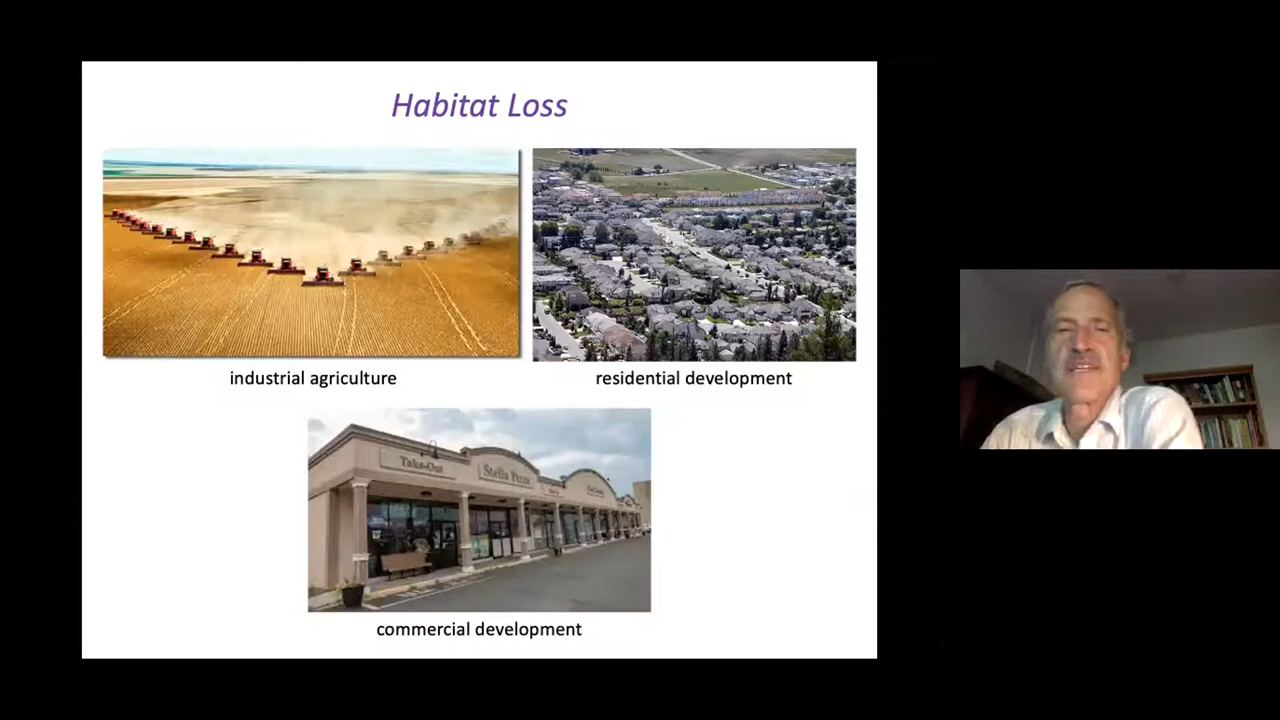 Habitat Loss
industrial agriculture
residential development
Take-Out
Stella Pizza
commercial development